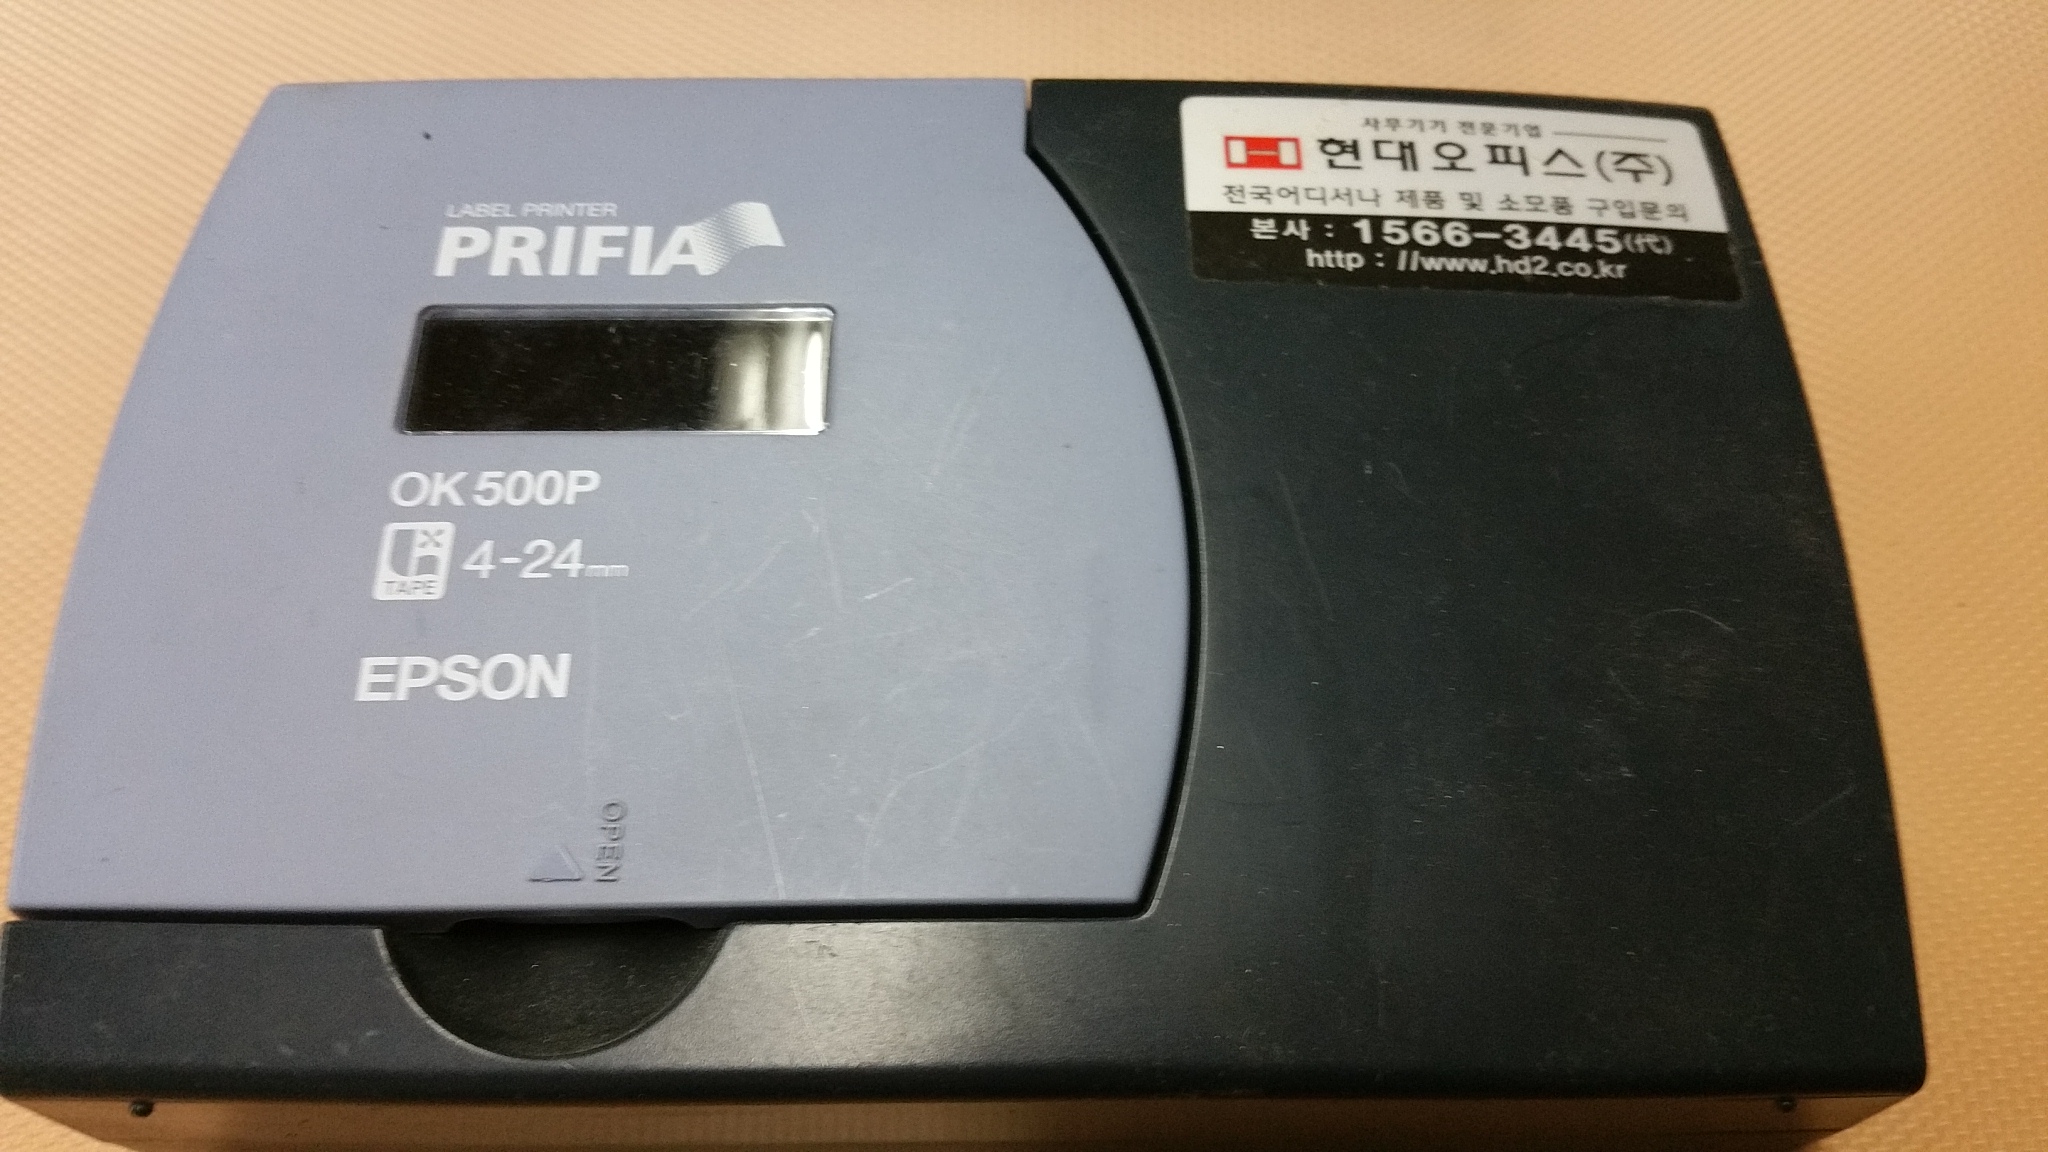 LABEL PRINTER
PRIFIA
OK 500P
TAPE
4-24mm
EPSON
OPEN
사무기기 전문기업
현대오피스(주)
전국어디서나 제품 및 소모품 구입문의
본사 : 1566-3445(代)
http : //www.hd2.co.kr